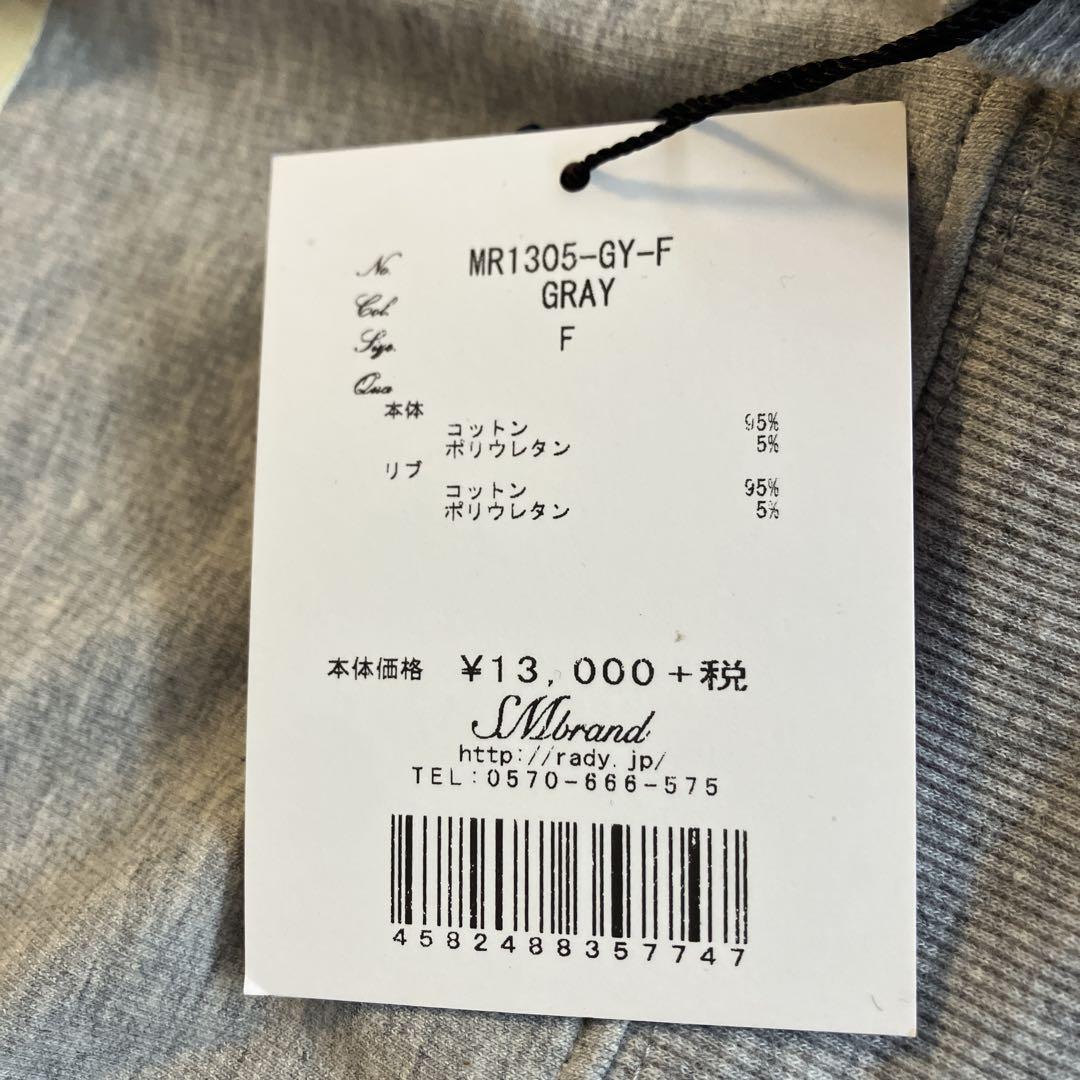 No. MR1305-GY-F
Col. GRAY
Size. F
Qua
本体
コットン 95%
ポリウレタン 5%
リブ
コットン 95%
ポリウレタン 5%
本体価格 ¥13,000+税
SMbrand
http://rady.jp/
TEL:0570-666-575
4582488357747